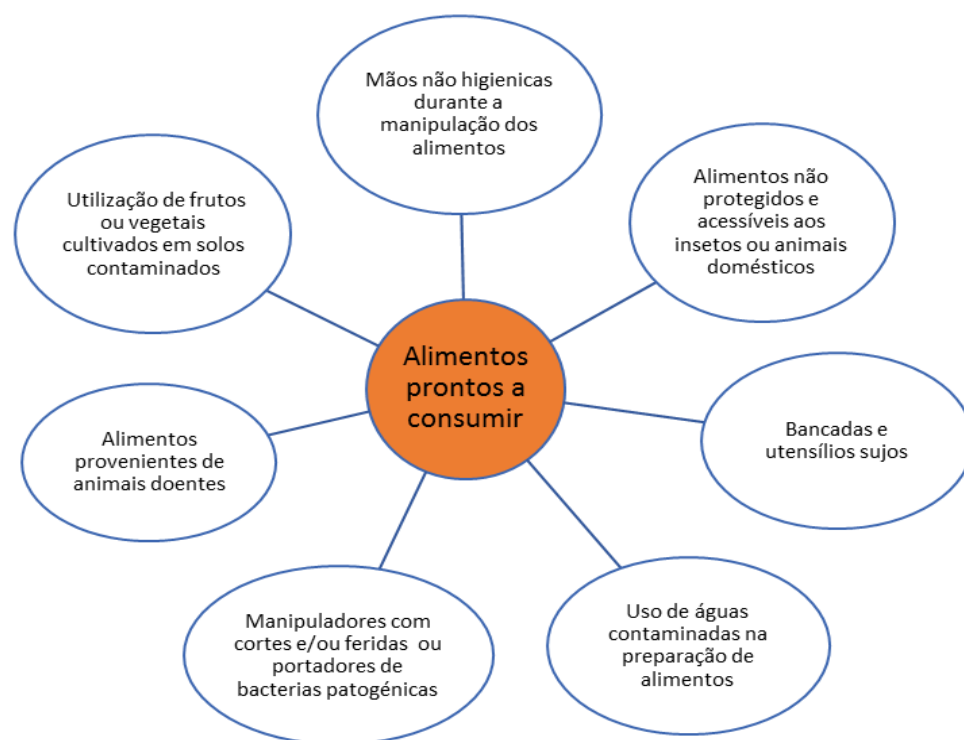 Mãos não higienicas
durante a
manipulação dos
alimentos
Alimentos não
protegidos e
acessíveis aos
insetos ou animais
domésticos
Utilização de frutos
ou vegetais
cultivados em solos
contaminados
Alimentos
prontos a
consumir
Bancadas e
utensílios sujos
Alimentos
provenientes de
animais doentes
Uso de águas
contaminadas na
preparação de
alimentos
Manipuladores com
cortes e/ou feridas ou
portadores de
bacterias patogénicas